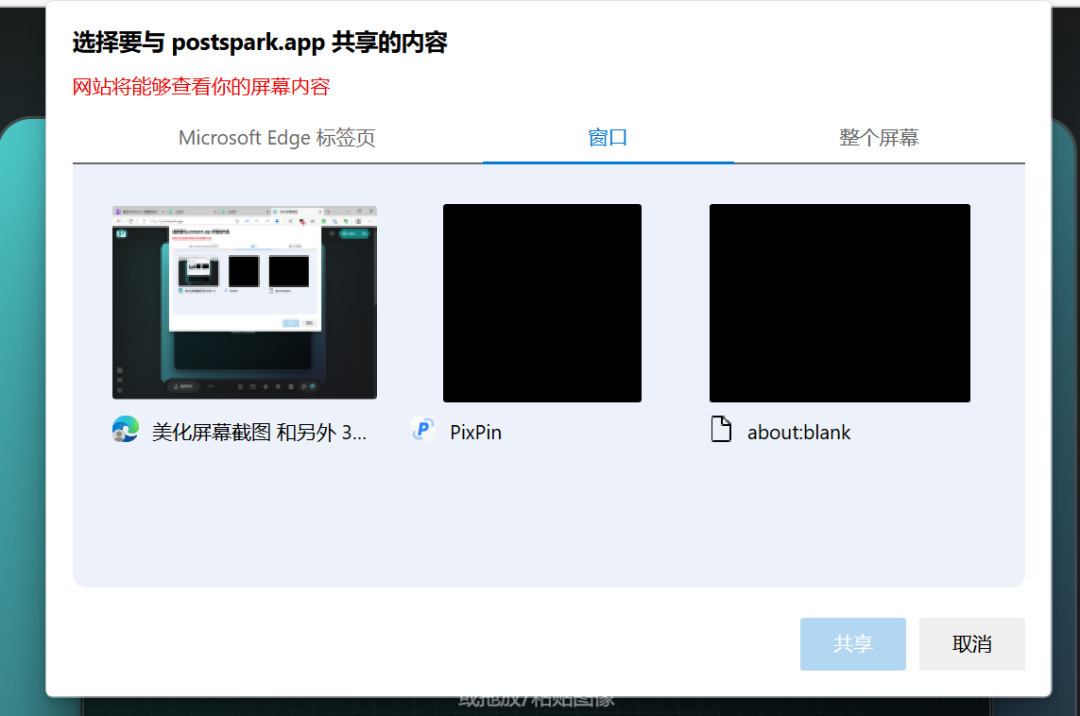 选择要与 postspark.app 共享的内容
网站将能够查看你的屏幕内容
Microsoft Edge 标签页
窗口
整个屏幕
美化屏幕截图 和另外 3...
PixPin
about:blank
共享
取消
或拖放/粘贴图像